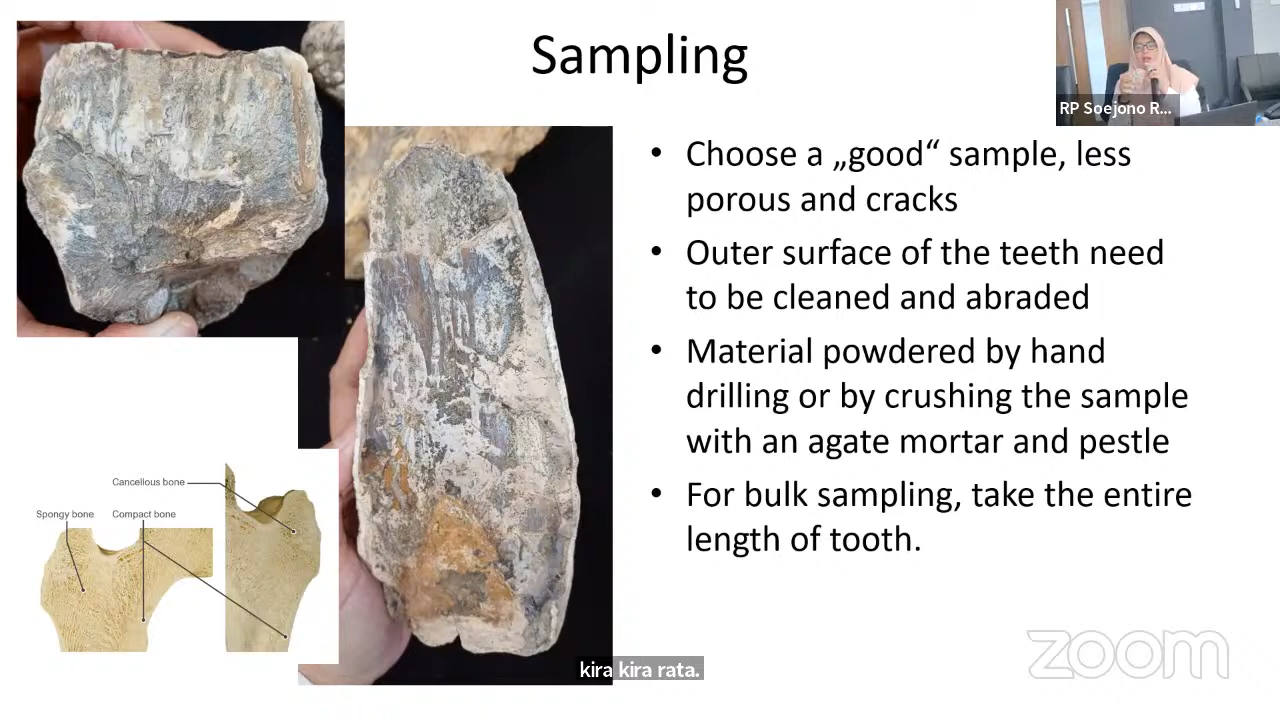 Sampling
RP Soejono R...
• Choose a „good“ sample, less
porous and cracks
• Outer surface of the teeth need
to be cleaned and abraded
• Material powdered by hand
drilling or by crushing the sample
with an agate mortar and pestle
• For bulk sampling, take the entire
length of tooth.
Cancellous bone
Spongy bone Compact bone
kira kira rata.
zoom